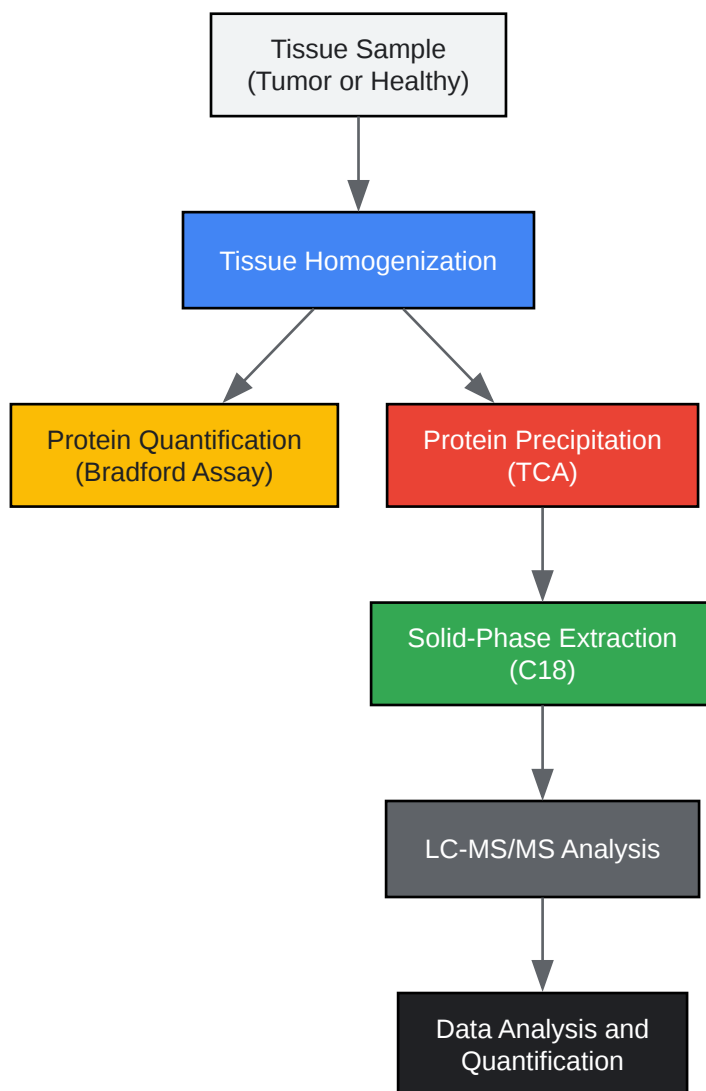 Tissue Sample
(Tumor or Healthy)
Tissue Homogenization
Protein Quantification
(Bradford Assay)
Protein Precipitation
(TCA)
Solid-Phase Extraction
(C18)
LC-MS/MS Analysis
Data Analysis and
Quantification